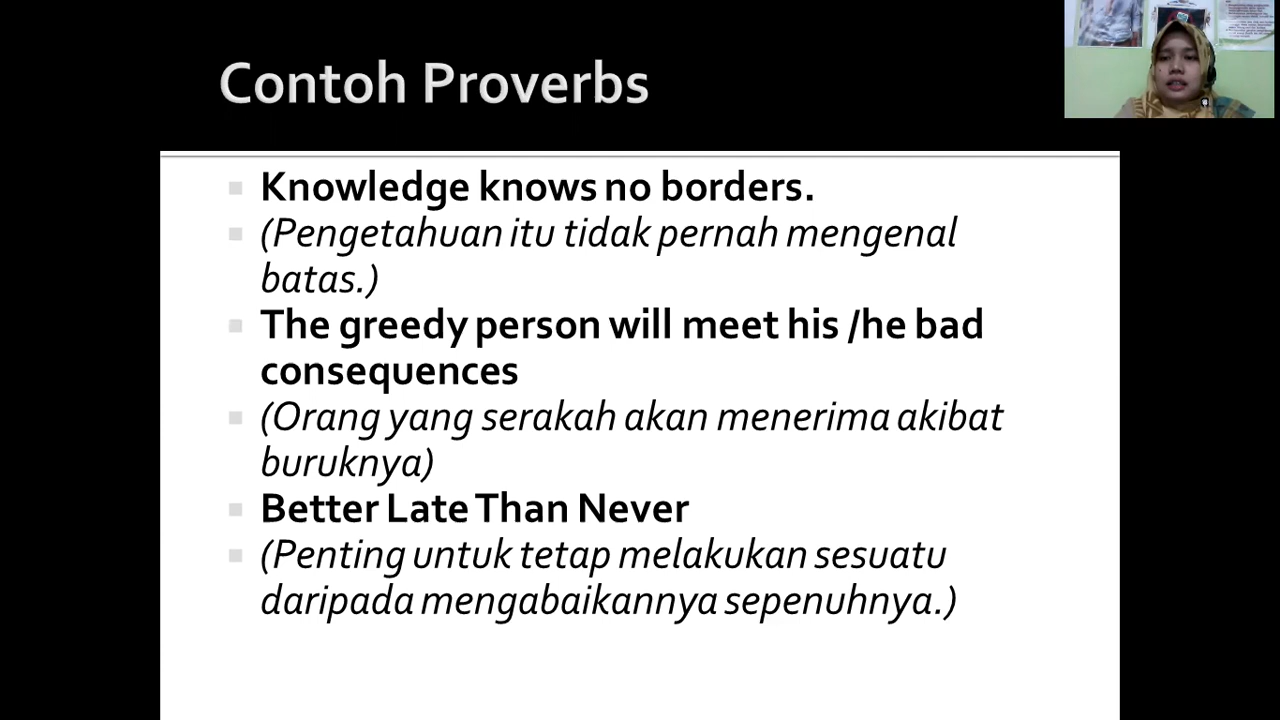 Contoh Proverbs
Knowledge knows no borders.
(Pengetahuan itu tidak pernah mengenal
batas.)
The greedy person will meet his /he bad
consequences
(Orang yang serakah akan menerima akibat
buruknya)
Better Late Than Never
(Penting untuk tetap melakukan sesuatu
daripada mengabaikannya sepenuhnya.)